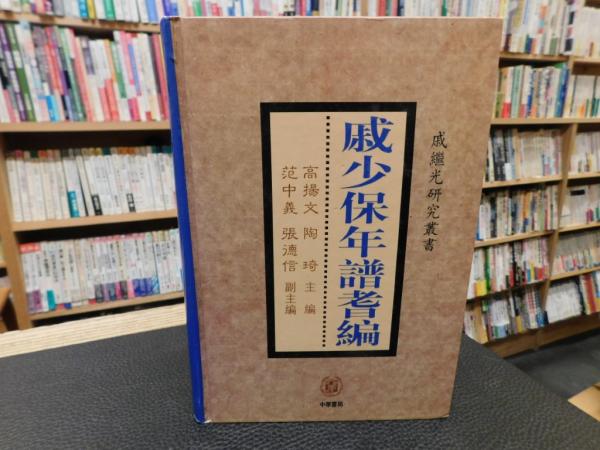 戚繼光研究叢書
戚少保年譜耆編
高揚文 陶琦 主編
范中義 張德信 副主編
中華書局